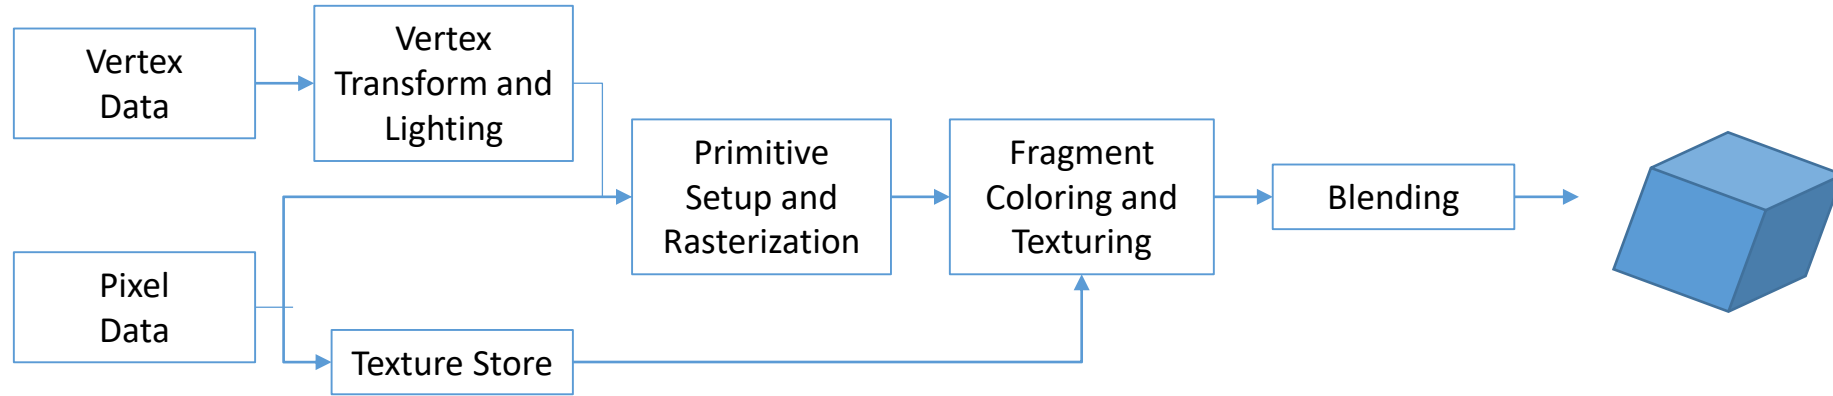 Vertex
Data
Vertex
Transform and
Lighting
Primitive
Setup and
Rasterization
Fragment
Coloring and
Texturing
Blending
Pixel
Data
Texture Store